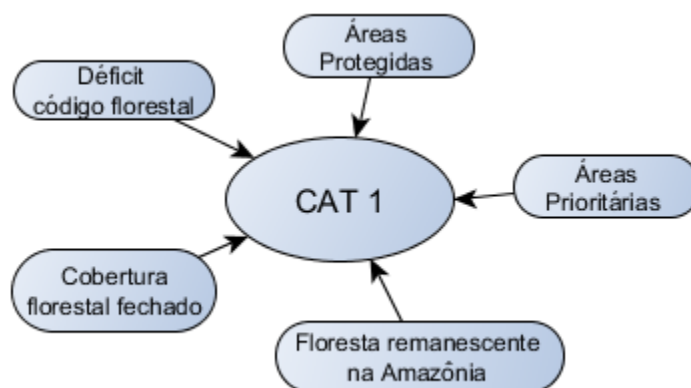 Áreas
Protegidas
Déficit
código florestal
CAT 1
Áreas
Prioritárias
Cobertura
florestal fechado
Floresta remanescente
na Amazônia